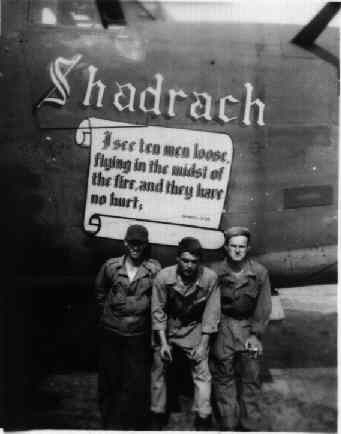 Shadrach
I see ten men loose,
flying in the midst of
the fire, and they have
no hurt;